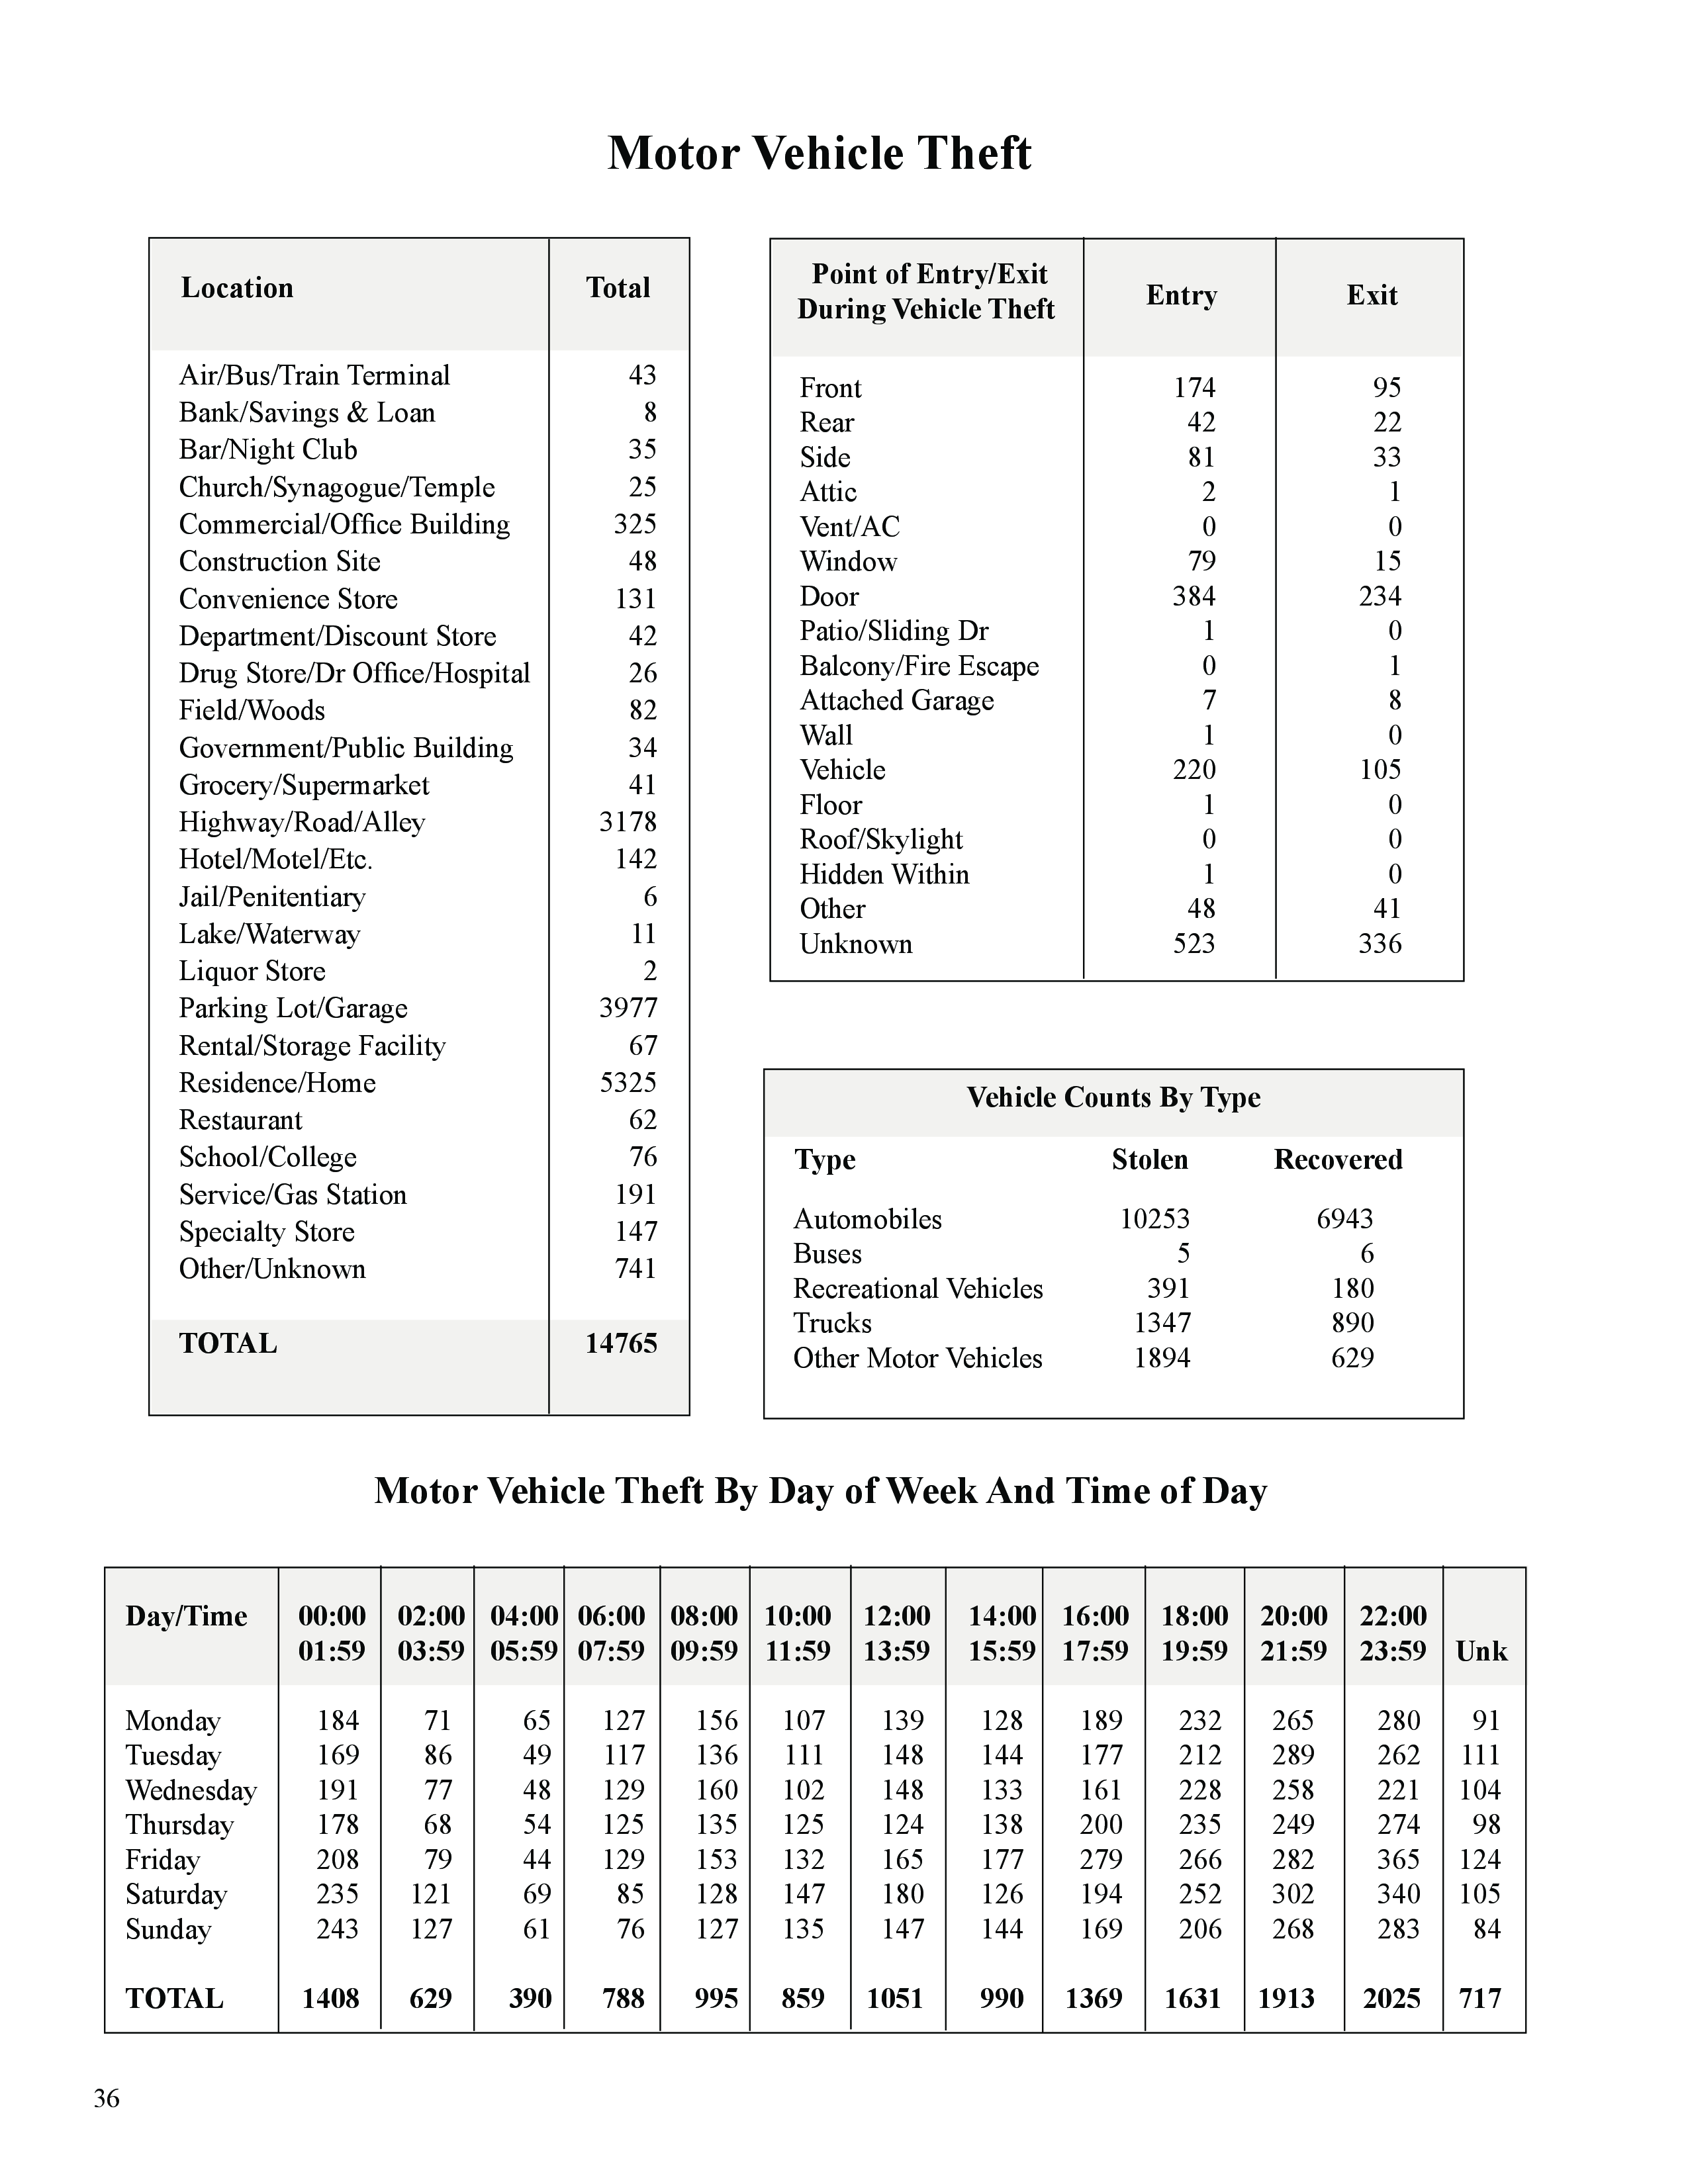 Motor Vehicle Theft
Location Total
Air/Bus/Train Terminal 43
Bank/Savings & Loan 8
Bar/Night Club 35
Church/Synagogue/Temple 25
Commercial/Office Building 325
Construction Site 48
Convenience Store 131
Department/Discount Store 42
Drug Store/Dr Office/Hospital 26
Field/Woods 82
Government/Public Building 34
Grocery/Supermarket 41
Highway/Road/Alley 3178
Hotel/Motel/Etc. 142
Jail/Penitentiary 6
Lake/Waterway 11
Liquor Store 2
Parking Lot/Garage 3977
Rental/Storage Facility 67
Residence/Home 5325
Restaurant 62
School/College 76
Service/Gas Station 191
Specialty Store 147
Other/Unknown 741
TOTAL 14765
Point of Entry/Exit
During Vehicle Theft Entry Exit
Front 174 95
Rear 42 22
Side 81 33
Attic 2 1
Vent/AC 0 0
Window 79 15
Door 384 234
Patio/Sliding Dr 1 0
Balcony/Fire Escape 0 1
Attached Garage 7 8
Wall 1 0
Vehicle 220 105
Floor 1 0
Roof/Skylight 0 0
Hidden Within 1 0
Other 48 41
Unknown 523 336
Vehicle Counts By Type
Type Stolen Recovered
Automobiles 10253 6943
Buses 5 6
Recreational Vehicles 391 180
Trucks 1347 890
Other Motor Vehicles 1894 629
Motor Vehicle Theft By Day of Week And Time of Day
Day/Time 00:00 02:00 04:00 06:00 08:00 10:00 12:00 14:00 16:00 18:00 20:00 22:00
01:59 03:59 05:59 07:59 09:59 11:59 13:59 15:59 17:59 19:59 21:59 23:59 Unk
Monday 184 71 65 127 156 107 139 128 189 232 265 280 91
Tuesday 169 86 49 117 136 111 148 144 177 212 289 262 111
Wednesday 191 77 48 129 160 102 148 133 161 228 258 221 104
Thursday 178 68 54 125 135 125 124 138 200 235 249 274 98
Friday 208 79 44 129 153 132 165 177 279 266 282 365 124
Saturday 235 121 69 85 128 147 180 126 194 252 302 340 105
Sunday 243 127 61 76 127 135 147 144 169 206 268 283 84
TOTAL 1408 629 390 788 995 859 1051 990 1369 1631 1913 2025 717
36